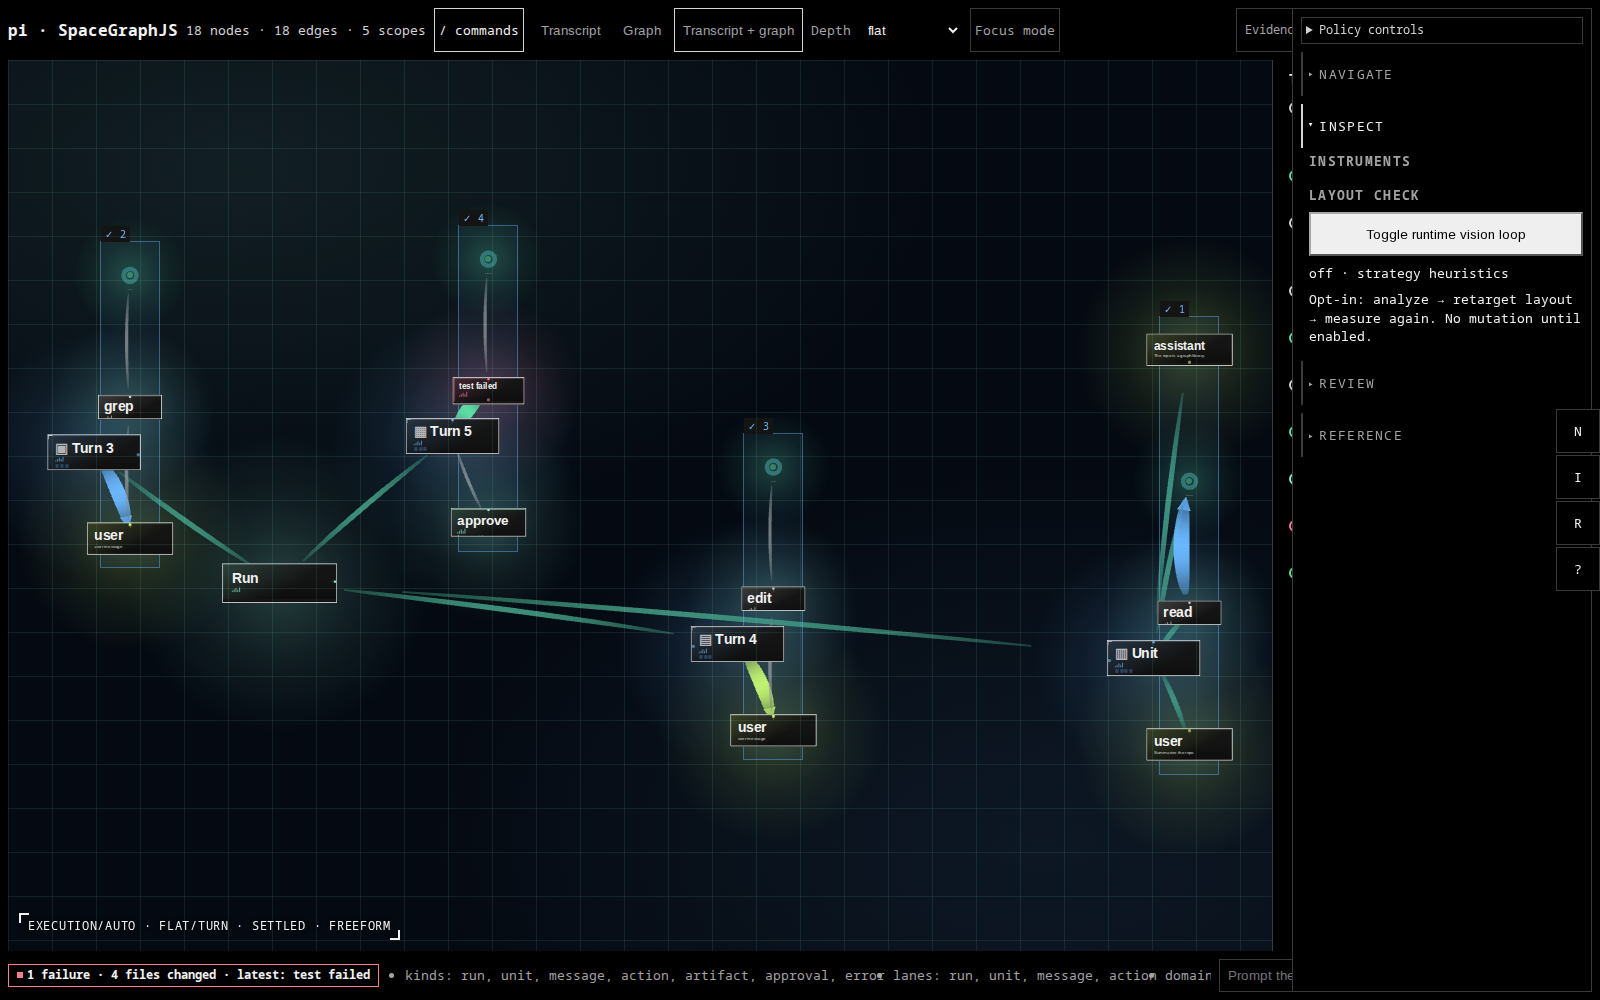 pi · SpaceGraphJS 18 nodes · 18 edges · 5 scopes / commands Transcript Graph Transcript + graph Depth flat Focus mode
Policy controls
NAVIGATE
INSPECT
INSTRUMENTS
LAYOUT CHECK
Toggle runtime vision loop
off · strategy heuristics
Opt-in: analyze → retarget layout
→ measure again. No mutation until
enabled.
REVIEW
REFERENCE
N
I
R
?
✓ 2
grep
Turn 3
user
✓ 4
test failed
Turn 5
approve
Run
✓ 3
edit
Turn 4
user
✓ 1
assistant
read
Unit
user
EXECUTION/AUTO · FLAT/TURN · SETTLED · FREEFORM
1 failure · 4 files changed · latest: test failed
kinds: run, unit, message, action, artifact, approval, error
lanes: run, unit, message, action
domain
Prompt the